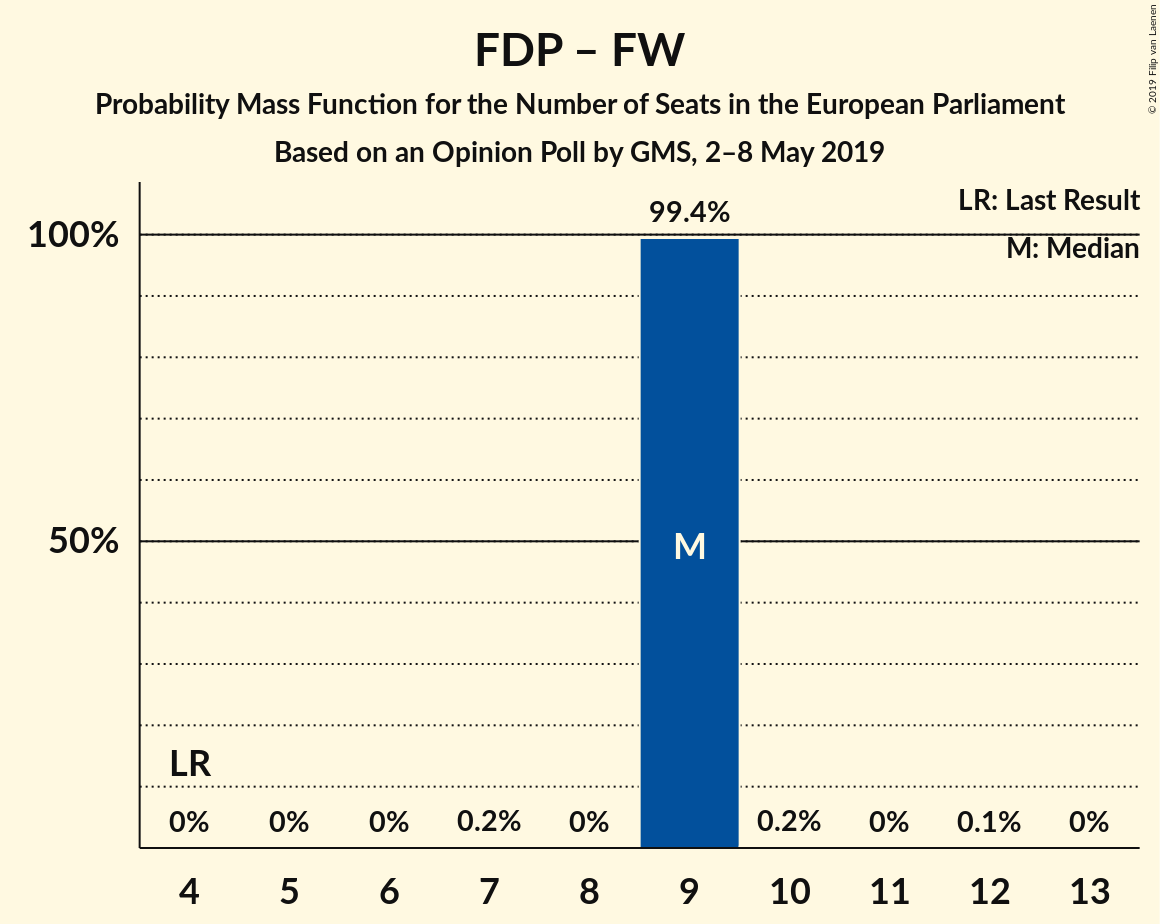 FDP – FW
Probability Mass Function for the Number of Seats in the European Parliament
Based on an Opinion Poll by GMS, 2–8 May 2019
© 2019 Filip van Laenen
LR: Last Result
M: Median
99.4%
100%
50%
M
LR
0% 0% 0% 0.2% 0% 0.2% 0% 0.1% 0%
4 5 6 7 8 9 10 11 12 13